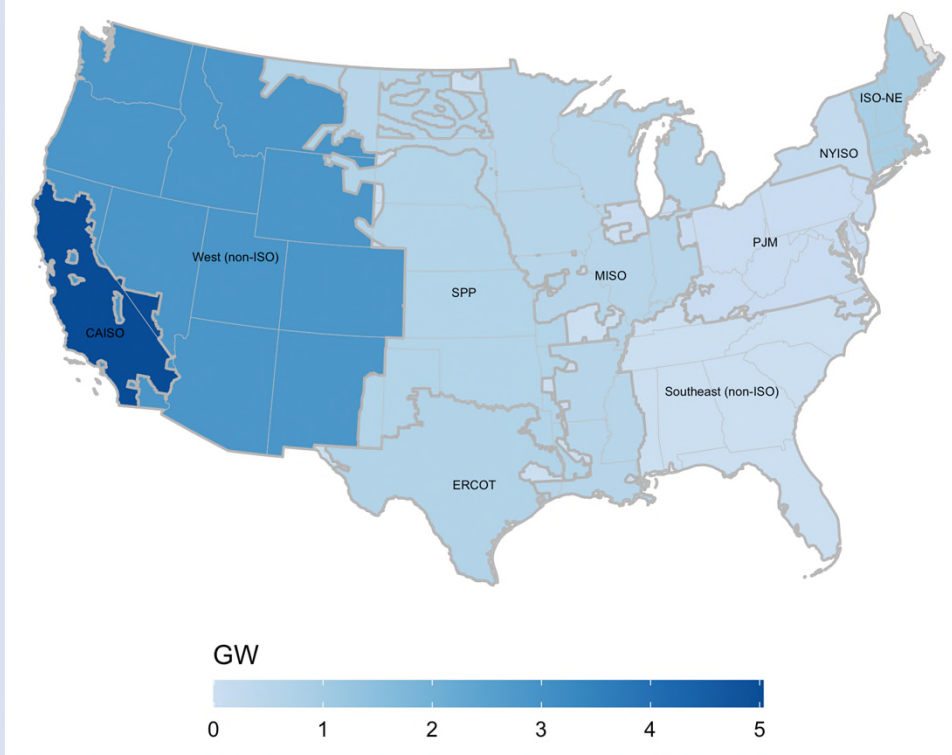 ISO-NE
NYISO
PJM
West (non-ISO)
MISO
SPP
CAISO
Southeast (non-ISO)
ERCOT
GW
0 1 2 3 4 5